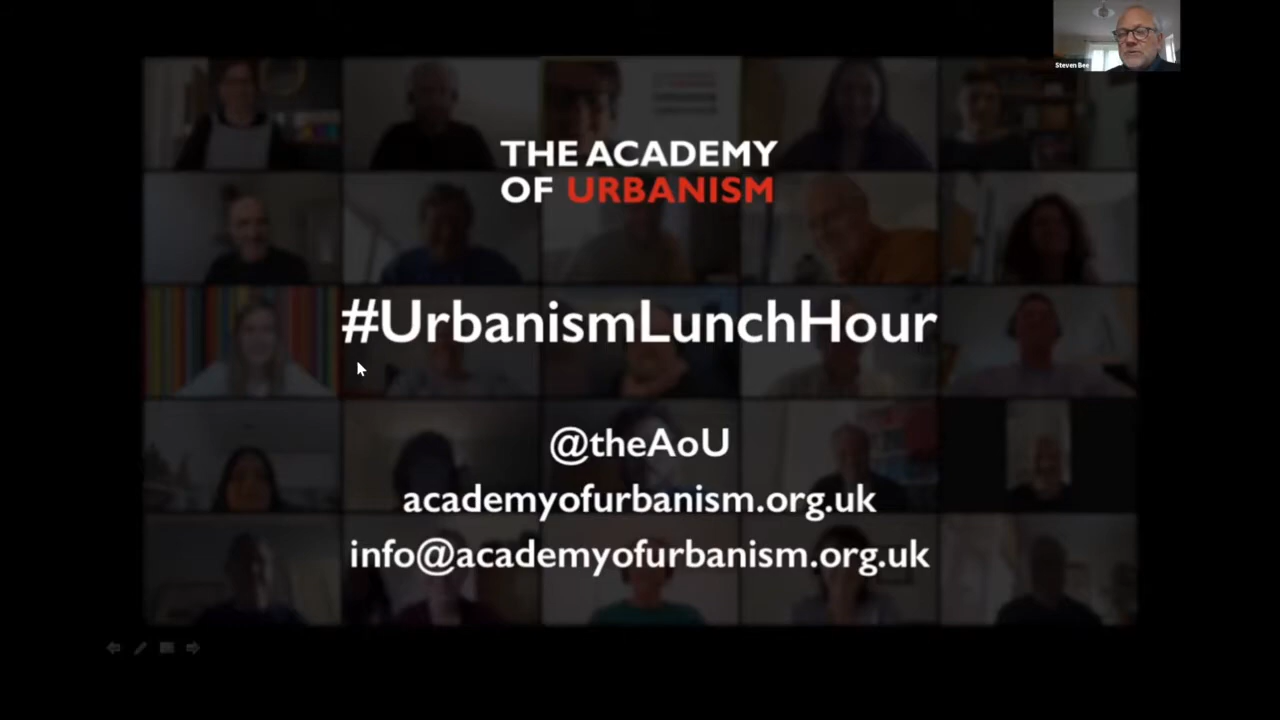 Steven Bee
THE ACADEMY
OF URBANISM
#UrbanismLunchHour
@theAoU
academyofurbanism.org.uk
info@academyofurbanism.org.uk